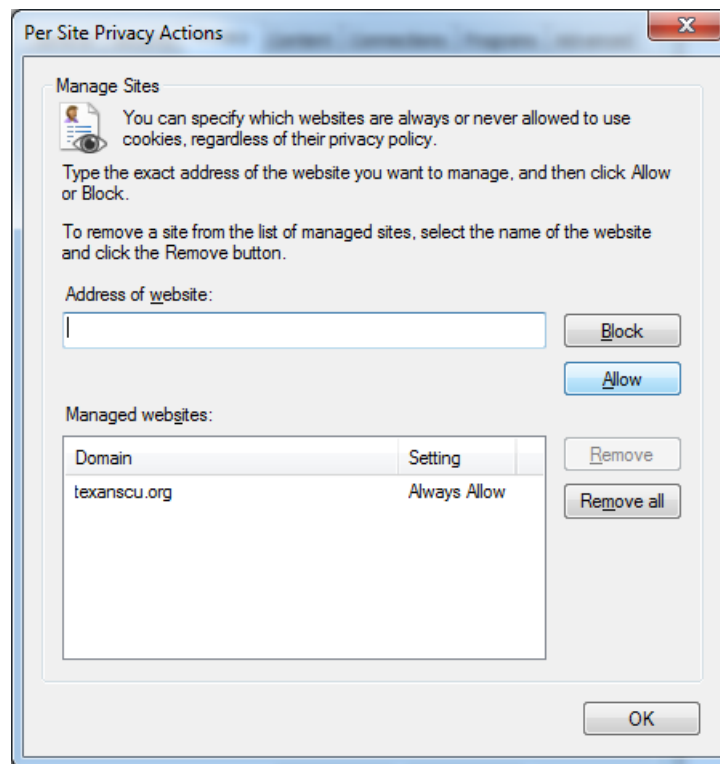 Per Site Privacy Actions
Manage Sites
You can specify which websites are always or never allowed to use
cookies, regardless of their privacy policy.
Type the exact address of the website you want to manage, and then click Allow
or Block.
To remove a site from the list of managed sites, select the name of the website
and click the Remove button.
Address of website:
Block
Allow
Managed websites:
Domain Setting
Remove
texanscu.org Always Allow
Remove all
OK